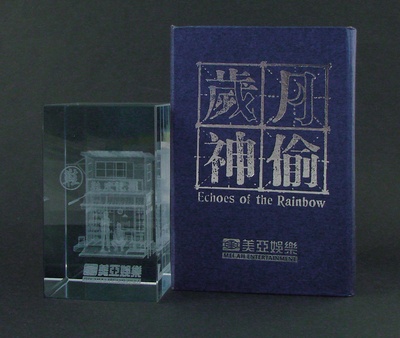 歲月
神偷
Echoes of the Rainbow
美亞娛樂
MEI AH ENTERTAINMENT
美亞娛樂